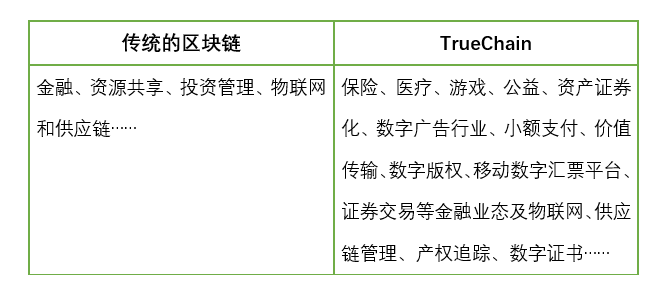 传统的区块链
TrueChain
金融、资源共享、投资管理、物联网
和供应链……
保险、医疗、游戏、公益、资产证券
化、数字广告行业、小额支付、价值
传输、数字版权、移动数字汇票平台、
证券交易等金融业态及物联网、供应
链管理、产权追踪、数字证书……